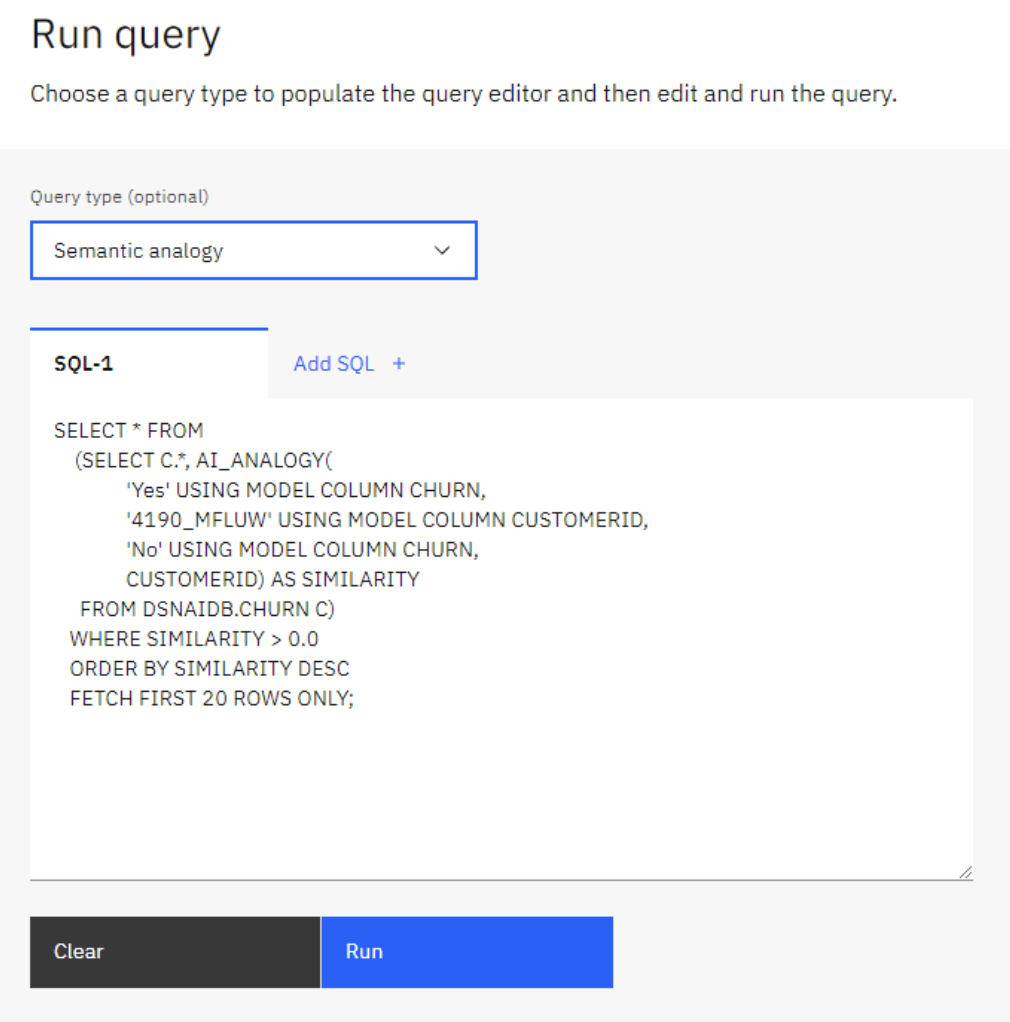 Run query
Choose a query type to populate the query editor and then edit and run the query.
Query type (optional)
Semantic analogy
SQL-1
Add SQL +
SELECT * FROM
(SELECT C.*, AI_ANALOGY(
'Yes' USING MODEL COLUMN CHURN,
'4190_MFLUW' USING MODEL COLUMN CUSTOMERID,
'No' USING MODEL COLUMN CHURN,
CUSTOMERID) AS SIMILARITY
FROM DSNAIDB.CHURN C)
WHERE SIMILARITY > 0.0
ORDER BY SIMILARITY DESC
FETCH FIRST 20 ROWS ONLY;
Clear
Run